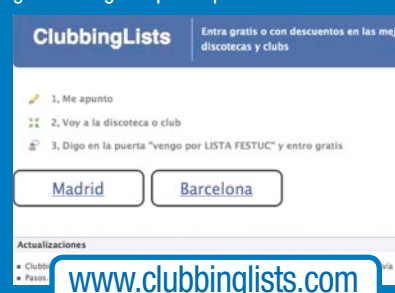 ClubbingLists
Entra gratis o con descuentos en las
discotecas y clubs
1, Me apunto
2, Voy a la discoteca o club
3, Digo en la puerta "vengo por LISTA FESTUC" y entro gratis
Madrid
Barcelona
Actualizaciones
Pasos
www.clubbinglists.com